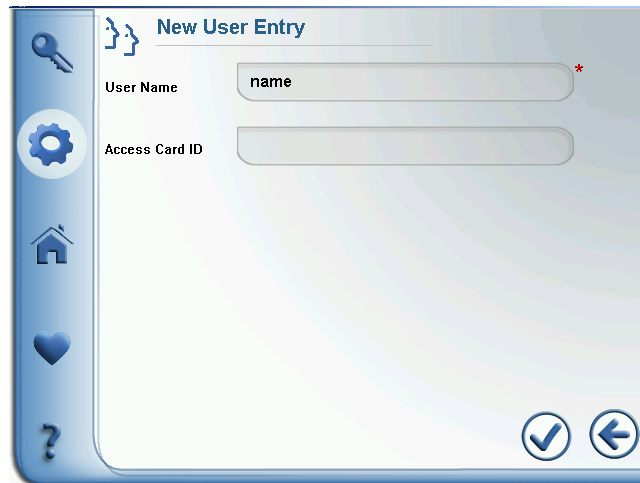 New User Entry
User Name
name
*
Access Card ID
?